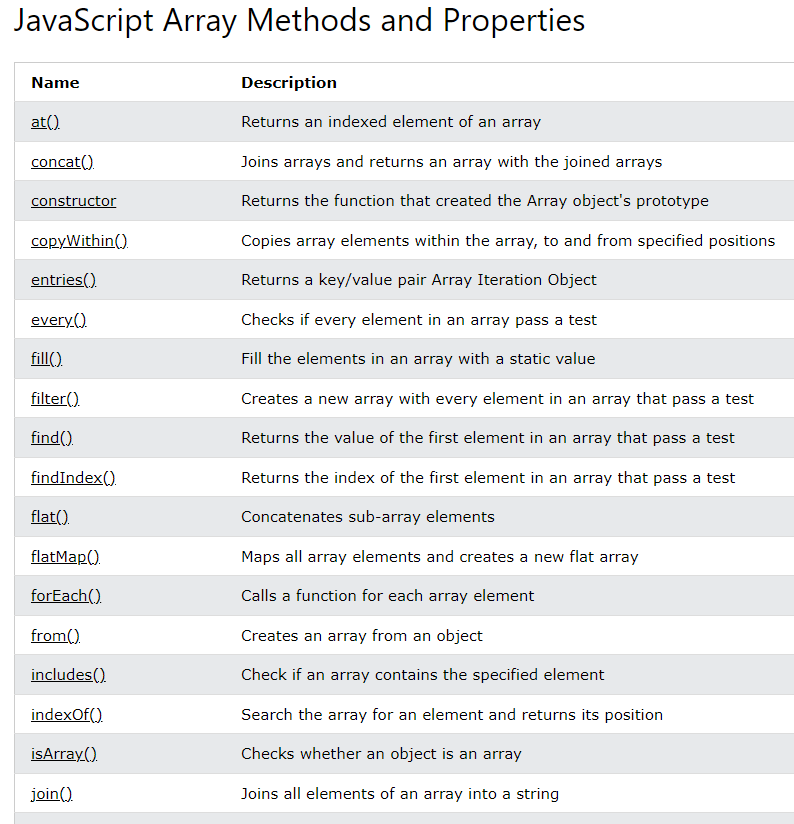 JavaScript Array Methods and Properties
Name Description
at() Returns an indexed element of an array
concat() Joins arrays and returns an array with the joined arrays
constructor Returns the function that created the Array object's prototype
copyWithin() Copies array elements within the array, to and from specified positions
entries() Returns a key/value pair Array Iteration Object
every() Checks if every element in an array pass a test
fill() Fill the elements in an array with a static value
filter() Creates a new array with every element in an array that pass a test
find() Returns the value of the first element in an array that pass a test
findIndex() Returns the index of the first element in an array that pass a test
flat() Concatenates sub-array elements
flatMap() Maps all array elements and creates a new flat array
forEach() Calls a function for each array element
from() Creates an array from an object
includes() Check if an array contains the specified element
indexOf() Search the array for an element and returns its position
isArray() Checks whether an object is an array
join() Joins all elements of an array into a string